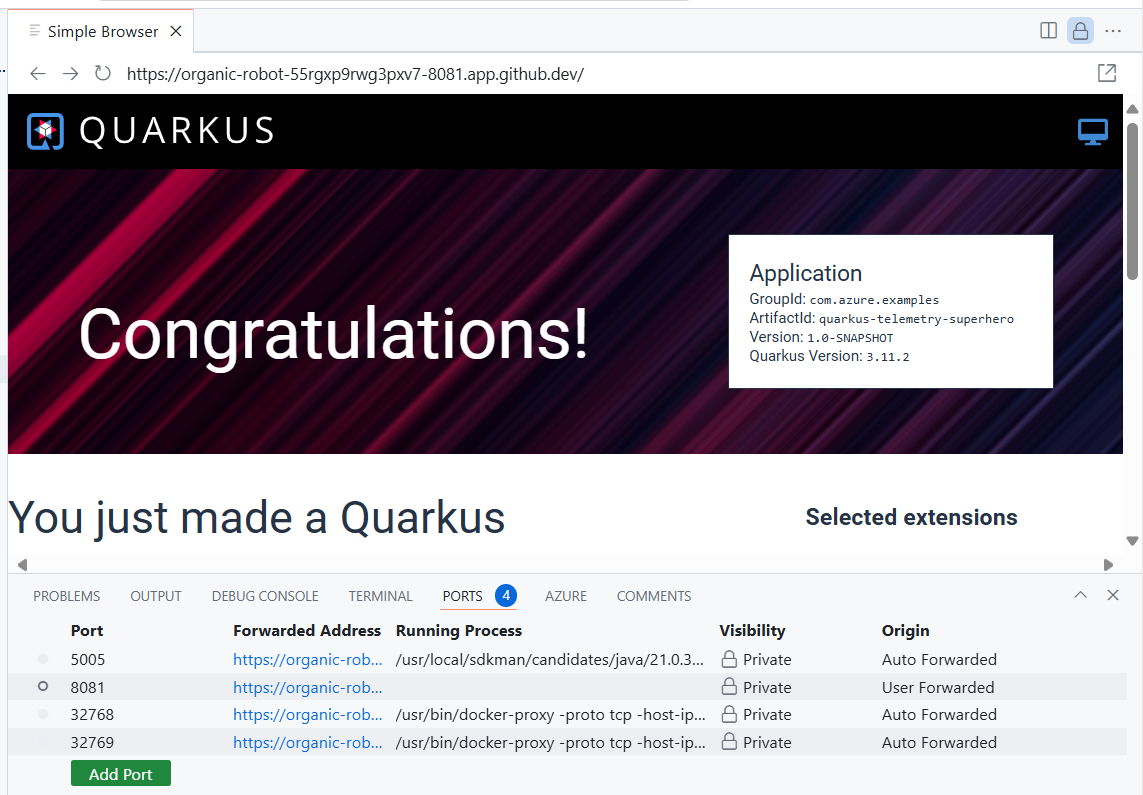 Simple Browser
https://organic-robot-55rgxp9rwg3pxv7-8081.app.github.dev/
QUARKUS
Congratulations!
Application
GroupId: com.azure.examples
ArtifactId: quarkus-telemetry-superhero
Version: 1.0-SNAPSHOT
Quarkus Version: 3.11.2
You just made a Quarkus
Selected extensions
PROBLEMS OUTPUT DEBUG CONSOLE TERMINAL PORTS 4 AZURE COMMENTS
Port Forwarded Address Running Process Visibility Origin
5005 https://organic-rob... /usr/local/sdkman/candidates/java/21.0.3... Private Auto Forwarded
8081 https://organic-rob... Private User Forwarded
32768 https://organic-rob... /usr/bin/docker-proxy -proto tcp -host-ip... Private Auto Forwarded
32769 https://organic-rob... /usr/bin/docker-proxy -proto tcp -host-ip... Private Auto Forwarded
Add Port